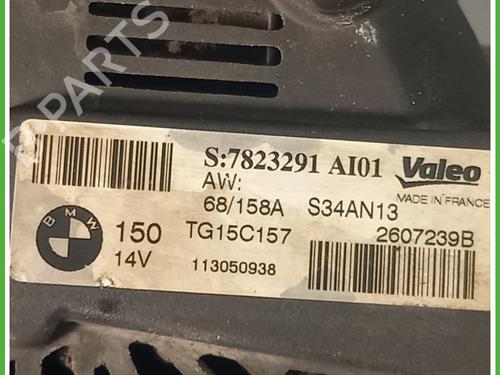 S:7823291 AI01
Valeo
MADE IN FRANCE
AW:
68/158A
S34AN13
BMW
150
TG15C157
2607239B
14V
113050938
B-PARTS